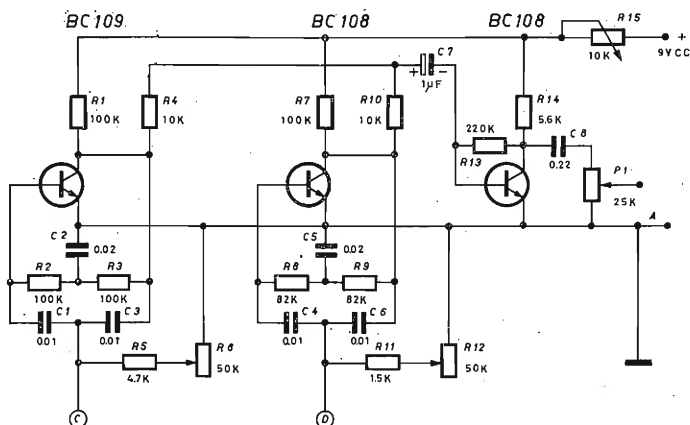 BC109
BC108
BC108
R15
10K
+
9VCC
C7
+ -
1µF
R1
100K
R4
10K
R7
100K
R10
10K
R14
5.6K
220K
R13
C8
0.22
P1
25K
A
C2
0.02
C5
0.02
R2
100K
R3
100K
R8
82K
R9
82K
C1
0.01
C3
0.01
C4
0.01
C6
0.01
R5
4.7K
R6
50K
R11
1.5K
R12
50K
C
D